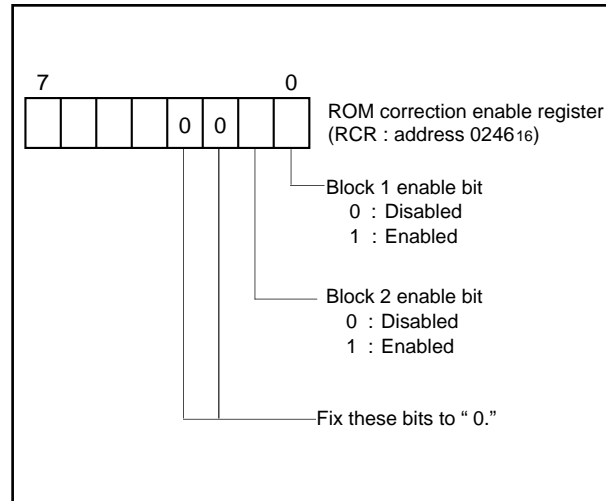 7 0
0 0
ROM correction enable register
(RCR : address 024616)
Block 1 enable bit
0 : Disabled
1 : Enabled
Block 2 enable bit
0 : Disabled
1 : Enabled
Fix these bits to “ 0.”